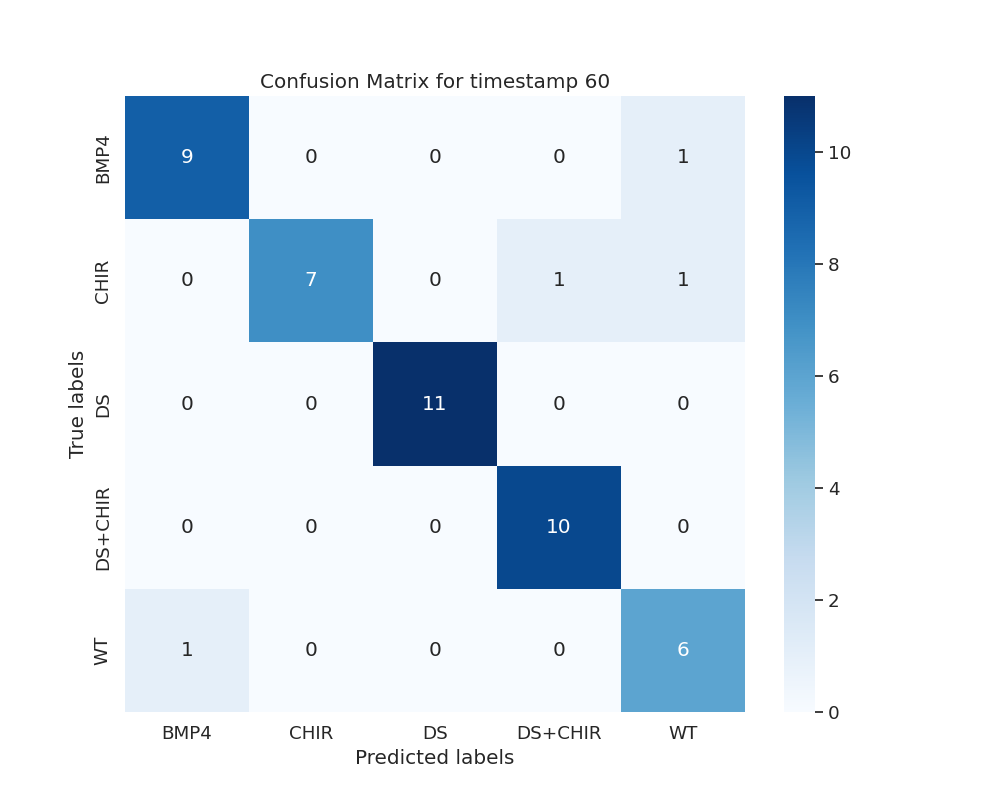 Confusion Matrix for timestamp 60
True labels
BMP4 9 0 0 0 1
CHIR 0 7 0 1 1
DS 0 0 11 0 0
DS+CHIR 0 0 0 10 0
WT 1 0 0 0 6
BMP4 CHIR DS DS+CHIR WT
Predicted labels
10
8
6
4
2
0